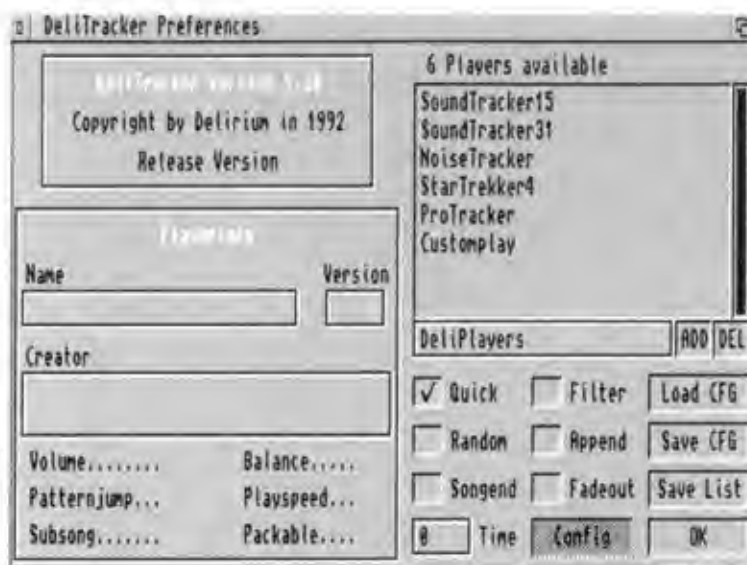 DeliTracker Preferences
Copyright by Delirium in 1992
Release Version
Name
Version
Creator
Volume........
Balance.....
Patternjump...
Playspeed...
Subsong.......
Packable....
6 Players available
SoundTracker15
SoundTracker31
NoiseTracker
StarTrekker4
ProTracker
Customplay
DeliPlayers
ADD
DEL
✓ Quick
Filter
Load CFG
Random
Append
Save CFG
Songend
Fadeout
Save List
0
Time
Config
OK